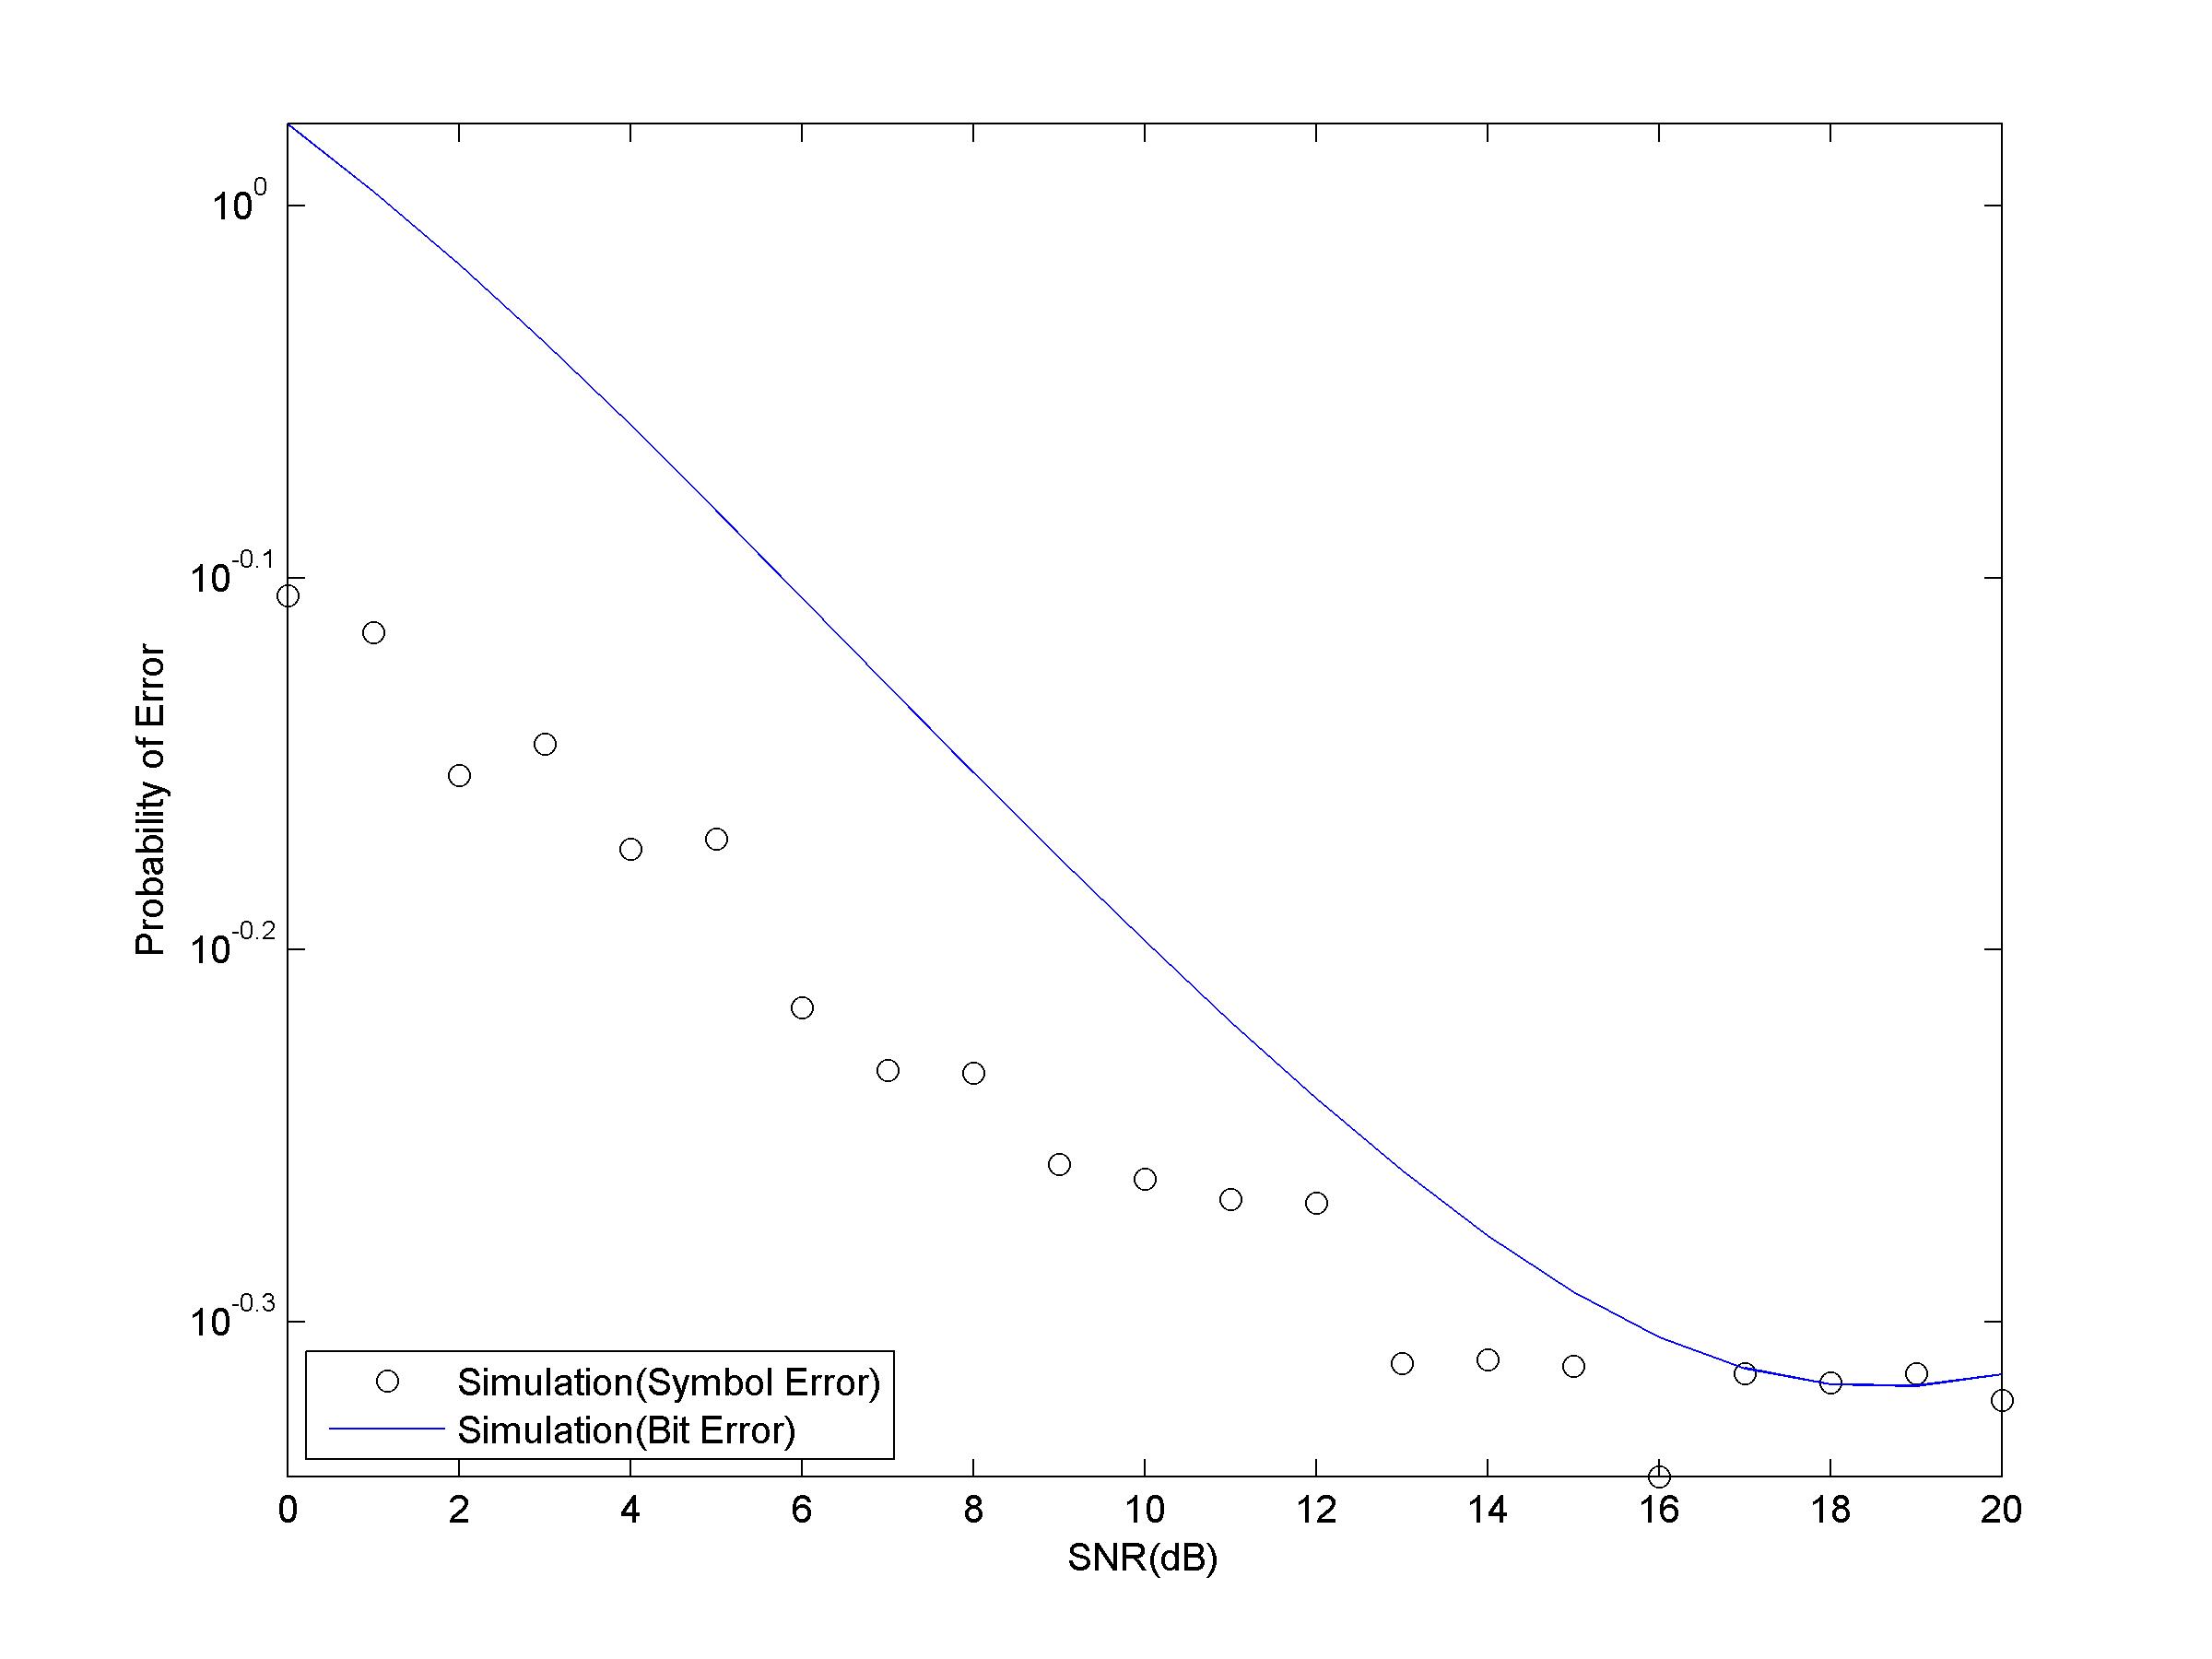 10^0
10^-0.1
10^-0.2
10^-0.3
Probability of Error
Simulation(Symbol Error)
Simulation(Bit Error)
0 2 4 6 8 10 12 14 16 18 20
SNR(dB)